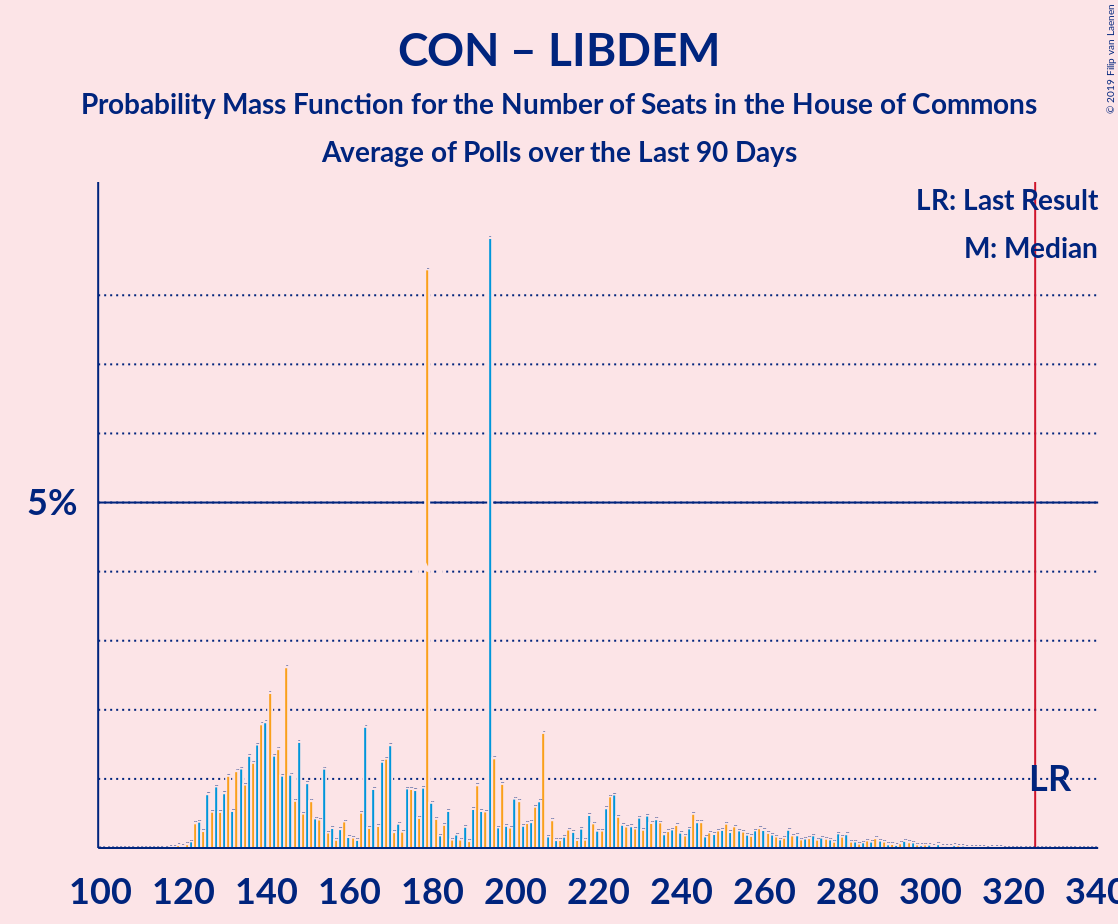 CON – LIBDEM
Probability Mass Function for the Number of Seats in the House of Commons
Average of Polls over the Last 90 Days
© 2019 Filip van Laenen
LR: Last Result
M: Median
5%
LR
100 120 140 160 180 200 220 240 260 280 300 320 340